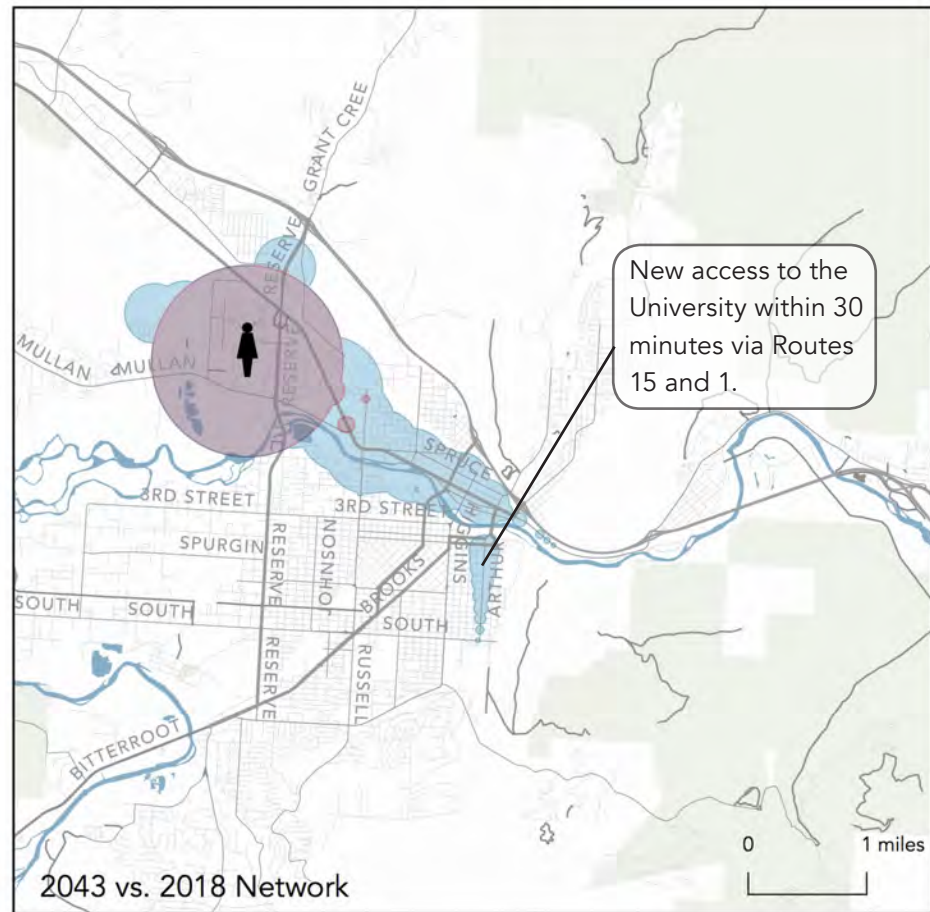 GRANT CREE
RESERVE
New access to the
University within 30
minutes via Routes
15 and 1.
MULLAN
MULLAN
RESERVE
SPRUCE
3RD STREET
3RD STREET
HIGGINS
SPURGIN
RESERVE
JOHNSON
BROOKS
ARTHUR
SOUTH
SOUTH
SOUTH
RESERVE
RUSSELL
BITTERROOT
0
1 miles
2043 vs. 2018 Network